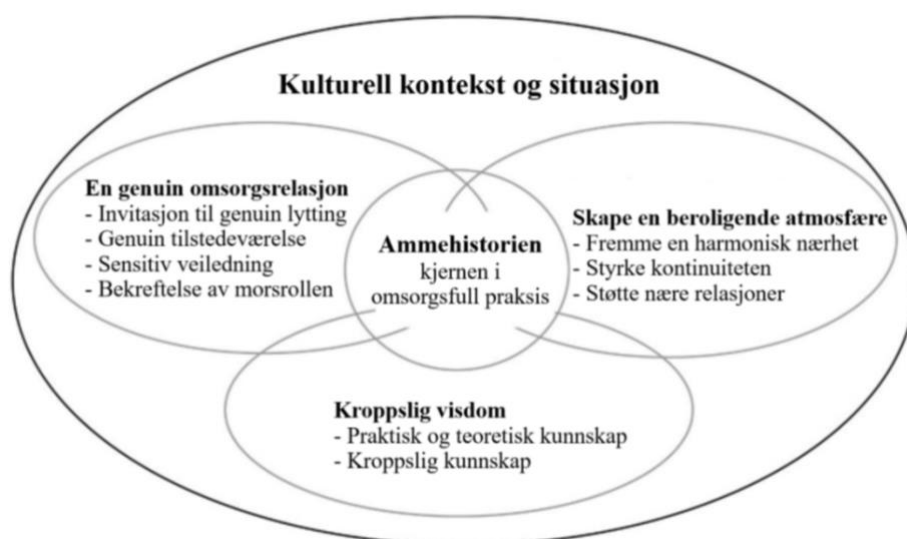 Kulturell kontekst og situasjon
En genuin omsorgsrelasjon
- Invitasjon til genuin lytting
- Genuin tilstedeværelse
- Sensitiv veiledning
- Bekreftelse av morsrollen
Ammehistorien
kjernen i
omsorgsfull praksis
Skape en beroligende atmosfære
- Fremme en harmonisk nærhet
- Styrke kontinuiteten
- Støtte nære relasjoner
Kroppslig visdom
- Praktisk og teoretisk kunnskap
- Kroppslig kunnskap